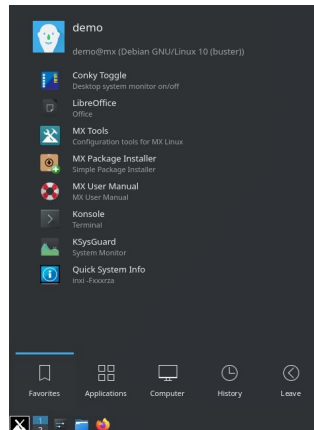 demo
demo@mx (Debian GNU/Linux 10 (buster))
Conky Toggle
Desktop system monitor on/off
LibreOffice
Office
MX Tools
Configuration tools for MX Linux
MX Package Installer
Simple Package Installer
MX User Manual
MX User Manual
Konsole
Terminal
KSysGuard
System Monitor
Quick System Info
inxi -Fxxxrza
Favorites Applications Computer History Leave
1
2